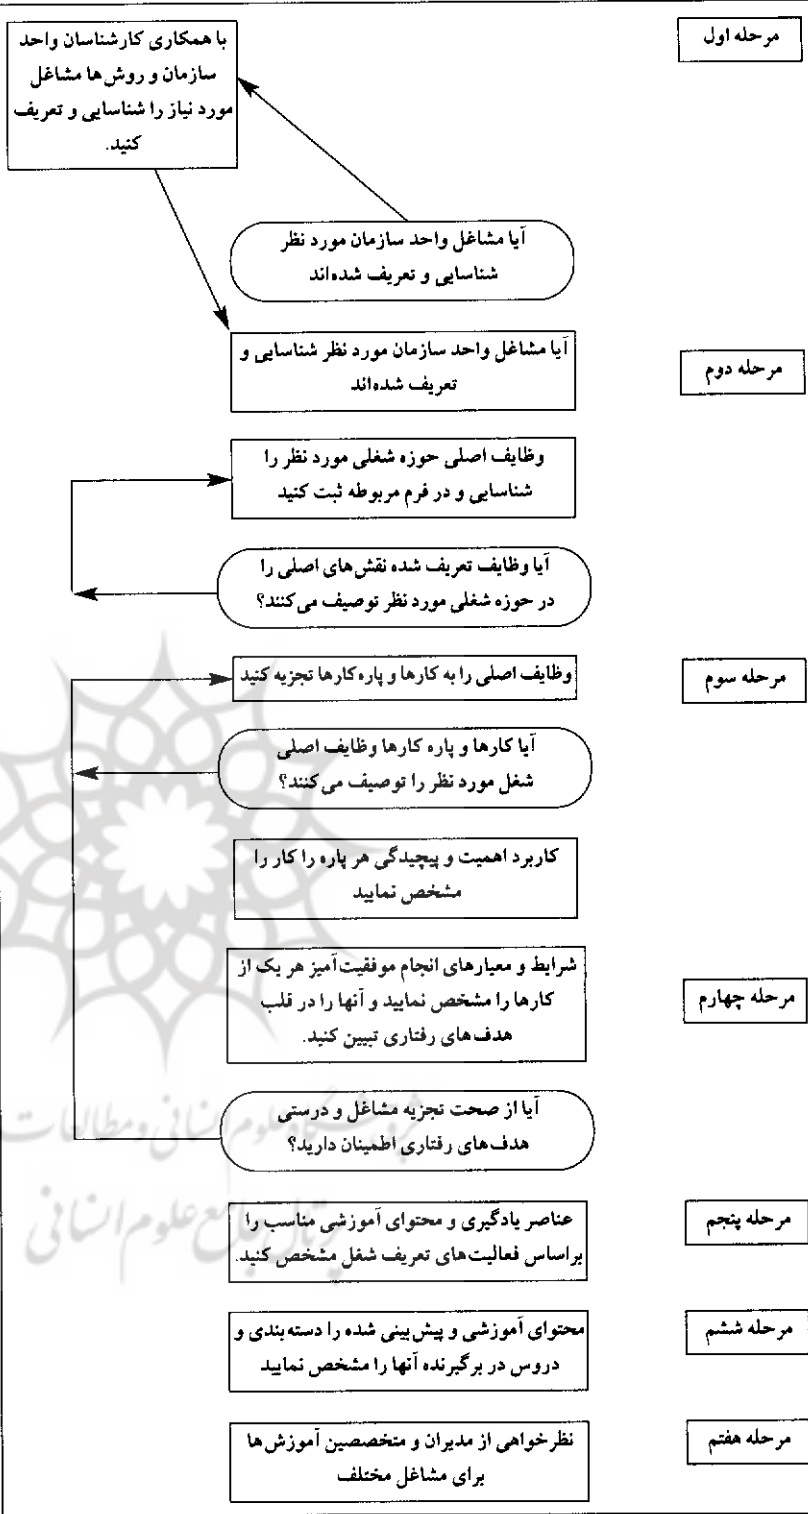 مرحله اول
با همکاری کارشناسان واحد
سازمان و روش‌ها مشاغل
مورد نیاز را شناسایی و تعریف
کنید.
آیا مشاغل واحد سازمان مورد نظر
شناسایی و تعریف شده‌اند
مرحله دوم
آیا مشاغل واحد سازمان مورد نظر شناسایی و
تعریف شده‌اند
وظایف اصلی حوزه شغلی مورد نظر را
شناسایی و در فرم مربوطه ثبت کنید
آیا وظایف تعریف شده نقش‌های اصلی را
در حوزه شغلی مورد نظر توصیف می‌کنند؟
مرحله سوم
وظایف اصلی را به کارها و پاره‌کارها تجزیه کنید
آیا کارها و پاره کارها وظایف اصلی
شغل مورد نظر را توصیف می‌کنند؟
کاربرد اهمیت و پیچیدگی هر پاره را کار را
مشخص نمایید
مرحله چهارم
شرایط و معیارهای انجام موفقیت‌آمیز هر یک از
کارها را مشخص نمایید و آنها را در قلب
هدف‌های رفتاری تبیین کنید.
آیا از صحت تجزیه مشاغل و درستی
هدف‌های رفتاری اطمینان دارید؟
مرحله پنجم
عناصر یادگیری و محتوای آموزشی مناسب را
براساس فعالیت‌های تعریف شغل مشخص کنید.
مرحله ششم
محتوای آموزشی و پیش‌بینی شده را دسته‌بندی و
دروس در برگیرنده آنها را مشخص نمایید
مرحله هفتم
نظرخواهی از مدیران و متخصصین آموزش‌ها
برای مشاغل مختلف
پژوهشگاه علوم انسانی و مطالعات
پرتال جامع علوم انسانی